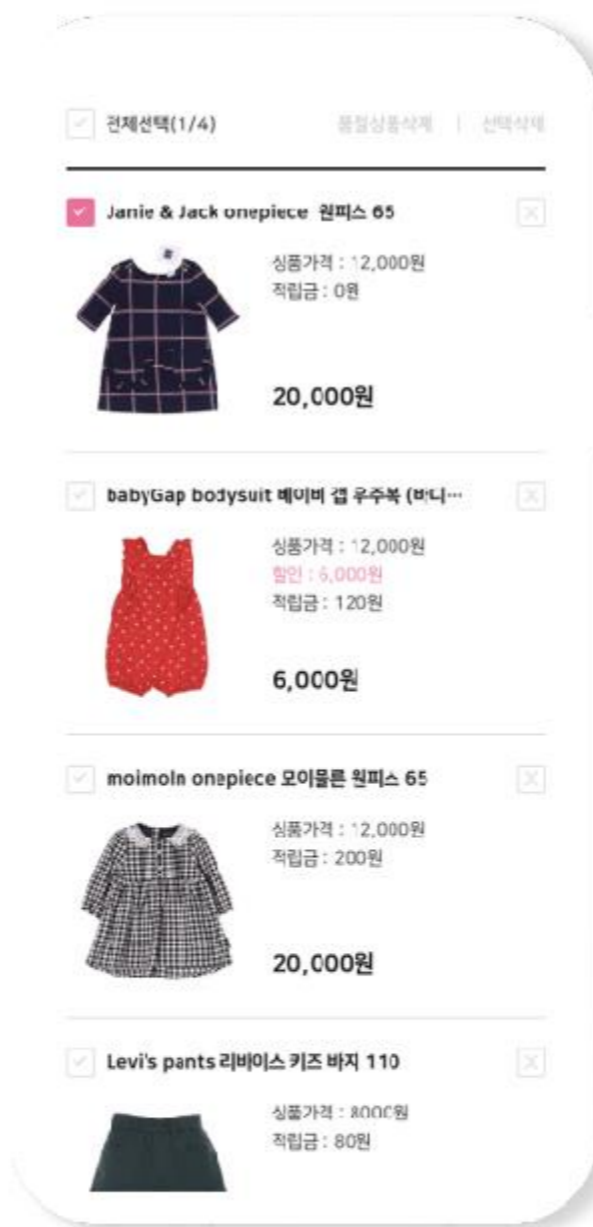 전체선택(1/4) 품절상품삭제 | 선택삭제
Janie & Jack onepiece 원피스 65
상품가격 : 12,000원
적립금 : 0원
20,000원
babyGap bodysuit 베이비 갭 우주복 (바디…
상품가격 : 12,000원
할인 : 6,000원
적립금 : 120원
6,000원
moimoln onepiece 모이몰른 원피스 65
상품가격 : 12,000원
적립금 : 200원
20,000원
Levi's pants 리바이스 키즈 바지 110
상품가격 : 8000원
적립금 : 80원